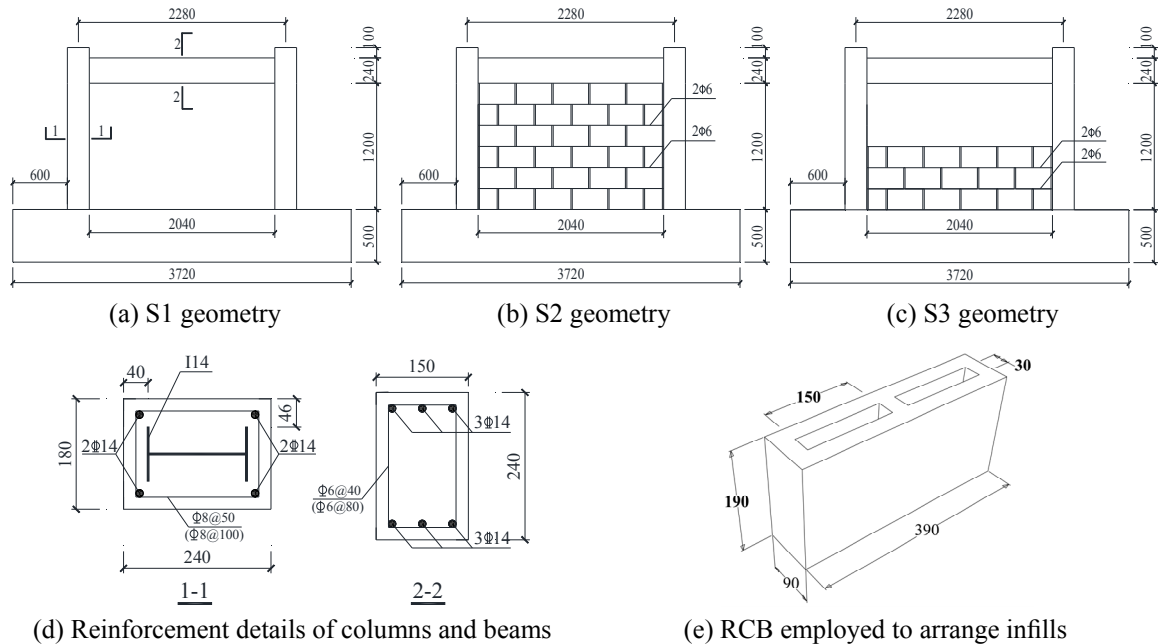 2280
2
2
1
1
600
2040
3720
100
240
1200
500
(a) S1 geometry
2280
2Φ6
2Φ6
600
2040
3720
100
240
1200
500
(b) S2 geometry
2280
2Φ6
2Φ6
600
2040
3720
100
240
1200
500
(c) S3 geometry
40
I14
46
180
2Φ14
2Φ14
Φ8@50
(Φ8@100)
240
1-1
150
3Φ14
240
Φ6@40
(Φ6@80)
3Φ14
2-2
(d) Reinforcement details of columns and beams
30
150
190
390
90
(e) RCB employed to arrange infills